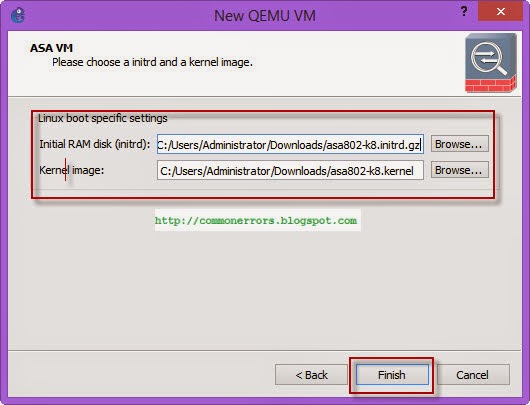 New QEMU VM
?
ASA VM
Please choose a initrd and a kernel image.
Linux boot specific settings
Initial RAM disk (initrd): C:/Users/Administrator/Downloads/asa802-k8.initrd.gz Browse...
Kernel image: C:/Users/Administrator/Downloads/asa802-k8.kernel Browse...
http://commonerrors.blogspot.com
< Back Finish Cancel